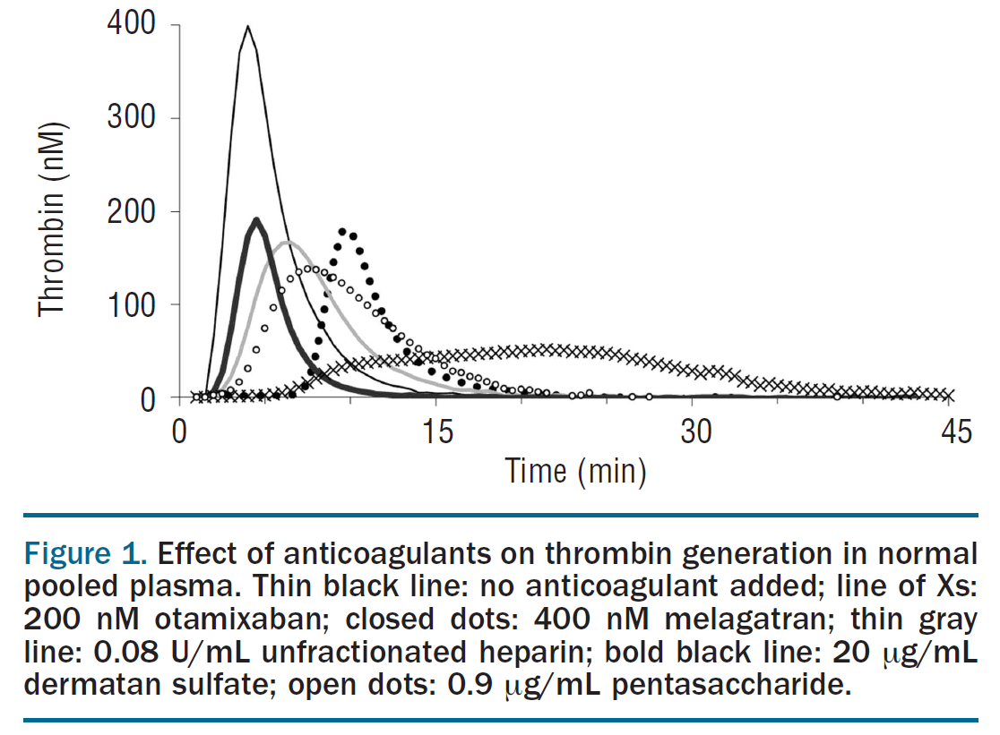 400
300
200
100
0
Thrombin (nM)
0 15 30 45
Time (min)
Figure 1. Effect of anticoagulants on thrombin generation in normal
pooled plasma. Thin black line: no anticoagulant added; line of Xs:
200 nM otamixaban; closed dots: 400 nM melagatran; thin gray
line: 0.08 U/mL unfractionated heparin; bold black line: 20 μg/mL
dermatan sulfate; open dots: 0.9 μg/mL pentasaccharide.